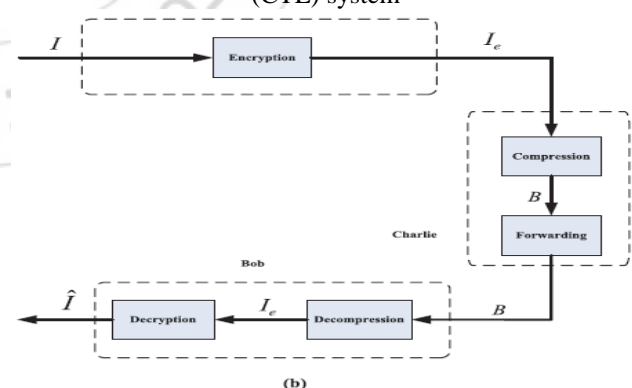 (CTE) system
I
Encryption
I_e
Compression
B
Forwarding
Charlie
Bob
Î
Decryption
I_e
Decompression
B
(b)